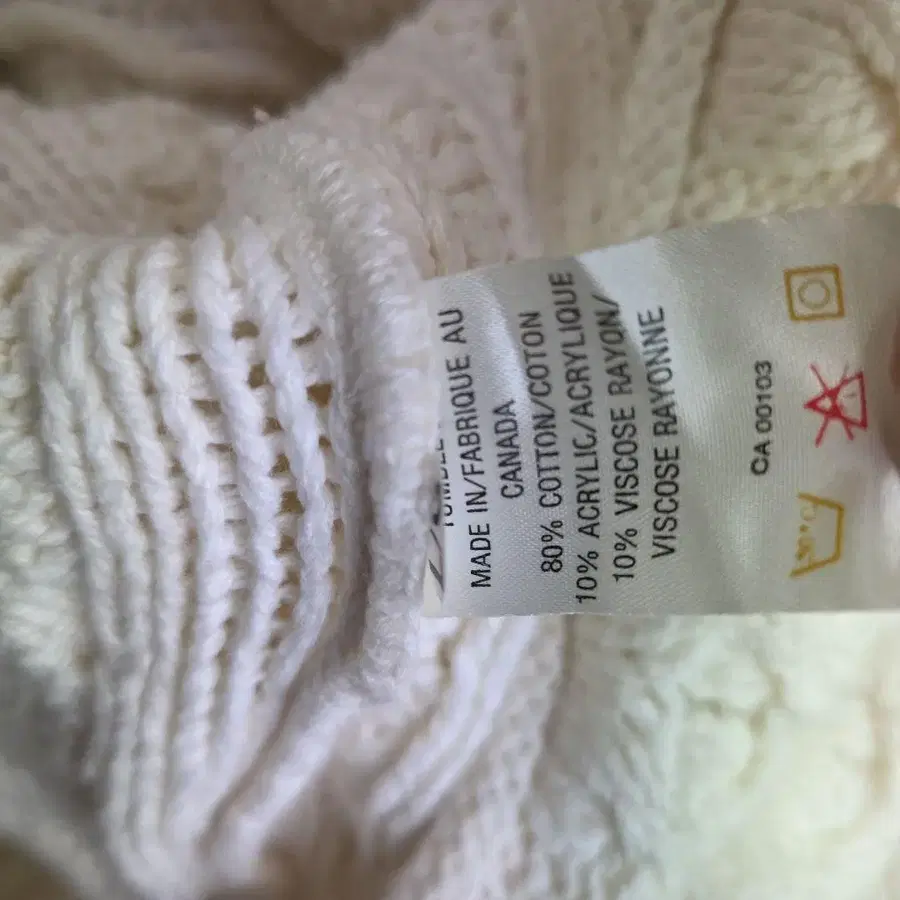 MADE IN/FABRIQUE AU
CANADA
80% COTTON/COTON
10% ACRYLIC/ACRYLIQUE
10% VISCOSE RAYON/
VISCOSE RAYONNE
CA 00103